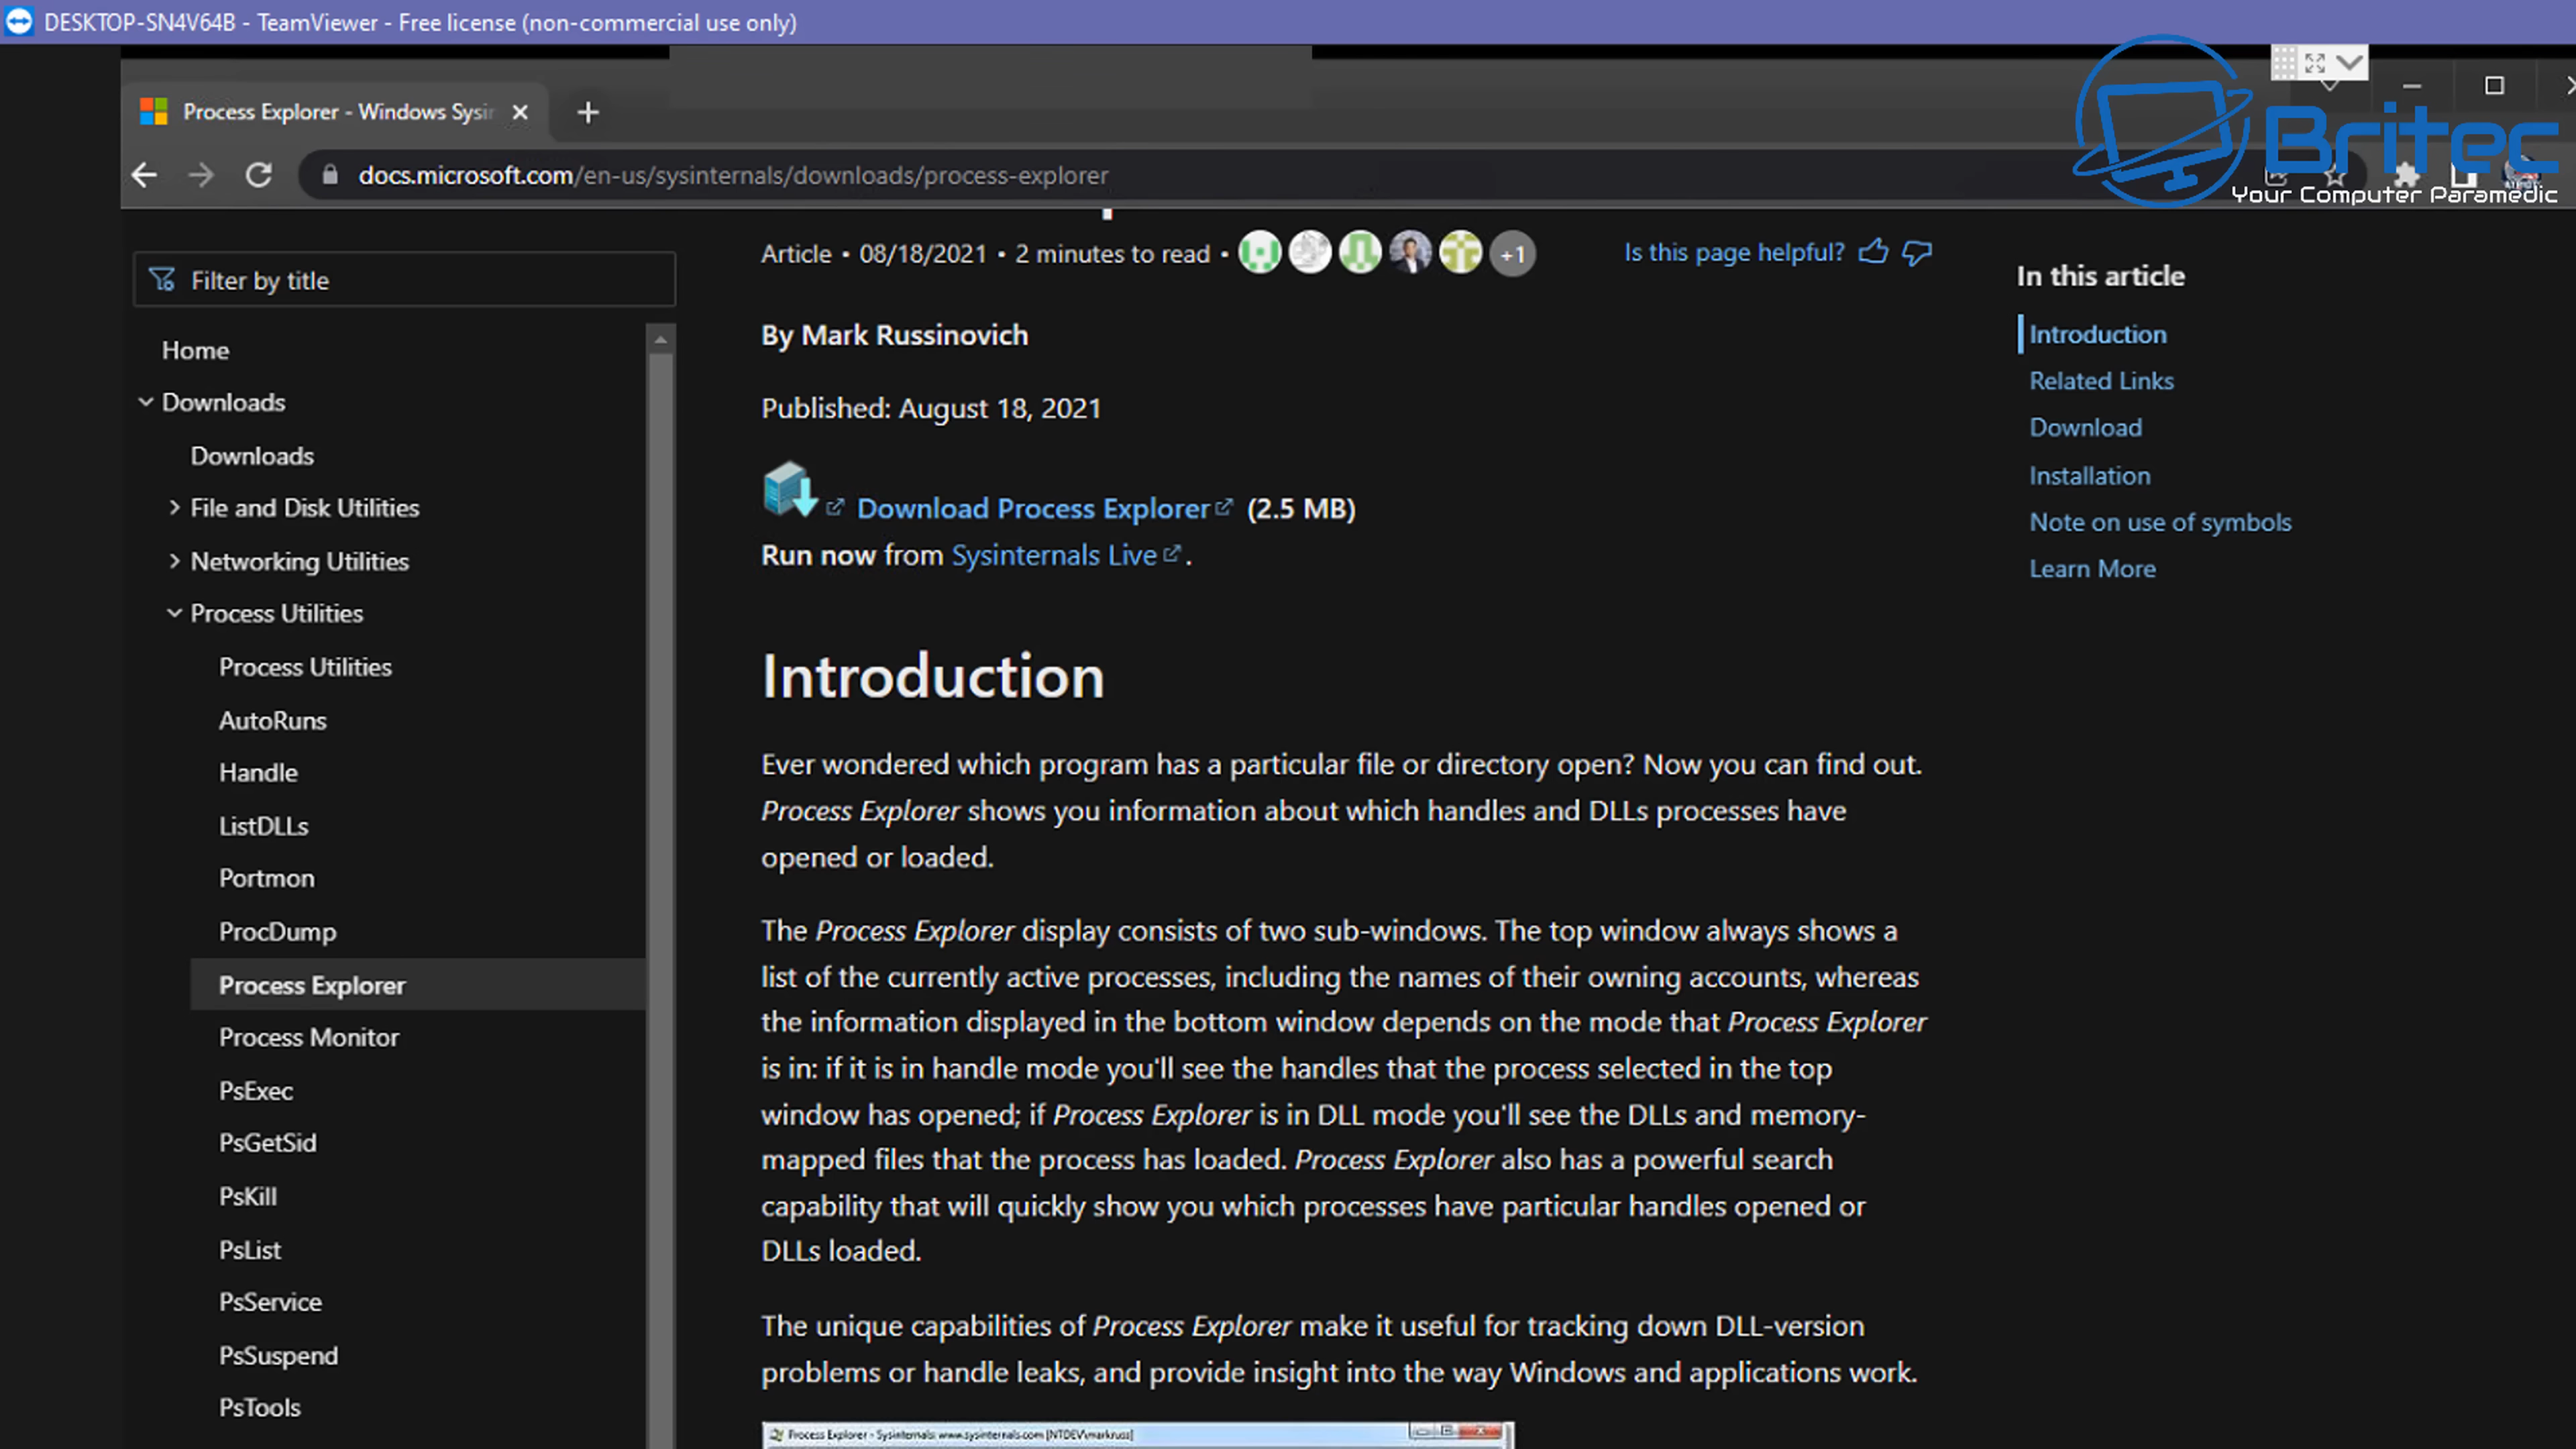 DESKTOP-SN4V64B - TeamViewer - Free license (non-commercial use only)
Process Explorer - Windows Sysin
Britec
Your Computer Paramedic
docs.microsoft.com/en-us/sysinternals/downloads/process-explorer
Filter by title
Home
Downloads
Downloads
File and Disk Utilities
Networking Utilities
Process Utilities
Process Utilities
AutoRuns
Handle
ListDLLs
Portmon
ProcDump
Process Explorer
Process Monitor
PsExec
PsGetSid
PsKill
PsList
PsService
PsSuspend
PsTools
Article • 08/18/2021 • 2 minutes to read • +1
Is this page helpful?
By Mark Russinovich
Published: August 18, 2021
Download Process Explorer (2.5 MB)
Run now from Sysinternals Live .
Introduction
Ever wondered which program has a particular file or directory open? Now you can find out.
Process Explorer shows you information about which handles and DLLs processes have
opened or loaded.
The Process Explorer display consists of two sub-windows. The top window always shows a
list of the currently active processes, including the names of their owning accounts, whereas
the information displayed in the bottom window depends on the mode that Process Explorer
is in: if it is in handle mode you'll see the handles that the process selected in the top
window has opened; if Process Explorer is in DLL mode you'll see the DLLs and memory-
mapped files that the process has loaded. Process Explorer also has a powerful search
capability that will quickly show you which processes have particular handles opened or
DLLs loaded.
The unique capabilities of Process Explorer make it useful for tracking down DLL-version
problems or handle leaks, and provide insight into the way Windows and applications work.
Process Explorer - Sysinternals: www.sysinternals.com [NTDEV\markruss]
In this article
Introduction
Related Links
Download
Installation
Note on use of symbols
Learn More